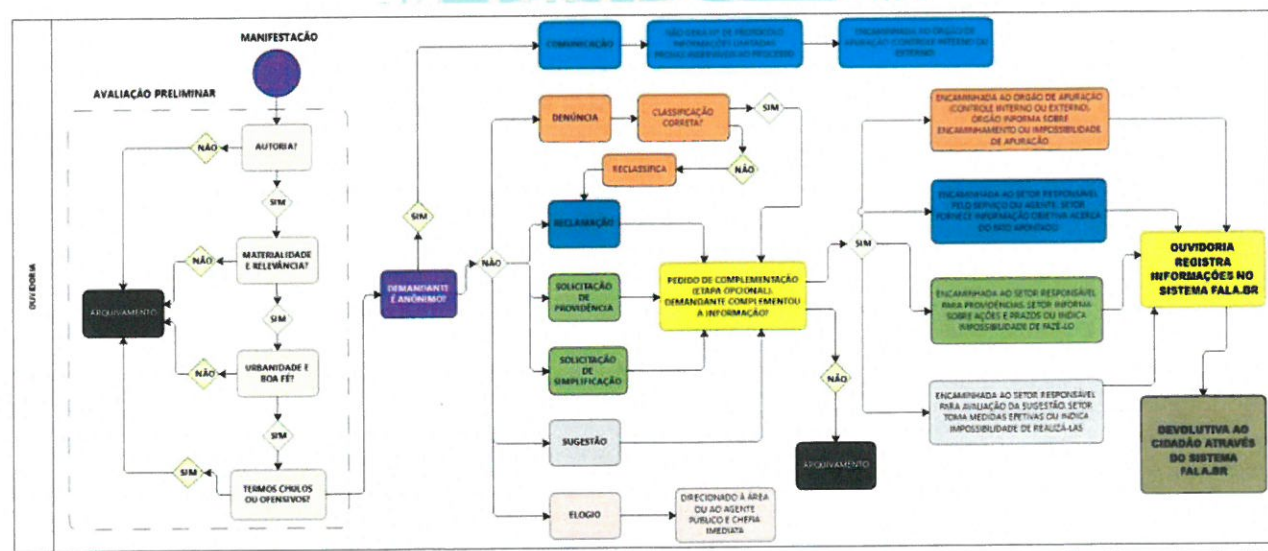 MANIFESTAÇÃO
AVALIAÇÃO PRELIMINAR
OUVIDORIA
AUTORIA?
NÃO
SIM
MATERIALIDADE
E RELEVÂNCIA?
NÃO
SIM
ARQUIVAMENTO
URBANIDADE E
BOA FÉ?
NÃO
SIM
TERMOS CHULOS
OU OFENSIVOS?
SIM
DEMANDANTE
É ANÔNIMO?
SIM
NÃO
COMUNICAÇÃO
NÃO GERA Nº DE PROTOCOLO
INFORMAÇÕES LIMITADAS
ENCAMINHADA AO ÓRGÃO DE
APURAÇÃO (CONTROLE INTERNO OU
EXTERNO)
DENÚNCIA
CLASSIFICAÇÃO
CORRETA?
SIM
NÃO
RECLASSIFICA
RECLAMAÇÃO
SOLICITAÇÃO
DE
PROVIDÊNCIA
SOLICITAÇÃO
DE
SIMPLIFICAÇÃO
SUGESTÃO
ELOGIO
DIRECIONADO À ÁREA
OU AO AGENTE
PÚBLICO E CHEFIA
IMEDIATA
PEDIDO DE COMPLEMENTAÇÃO
(ETAPA OPCIONAL).
DEMANDANTE COMPLEMENTOU
A INFORMAÇÃO?
SIM
NÃO
ARQUIVAMENTO
ENCAMINHADA AO ÓRGÃO DE APURAÇÃO
(CONTROLE INTERNO OU EXTERNO).
ÓRGÃO INFORMA SOBRE
ENCAMINHAMENTO OU IMPOSSIBILIDADE
DE APURAÇÃO
ENCAMINHADA AO SETOR RESPONSÁVEL
PELO SERVIÇO OU AGENTE. SETOR
FORNECE INFORMAÇÃO OBJETIVA ACERCA
DO FATO APONTADO
ENCAMINHADA AO SETOR RESPONSÁVEL
PARA PROVIDÊNCIAS. SETOR INFORMA
SOBRE AÇÕES E PRAZOS OU INDICA
IMPOSSIBILIDADE DE FAZÊ-LO
ENCAMINHADA AO SETOR RESPONSÁVEL
PARA AVALIAÇÃO DA SUGESTÃO. SETOR
TOMA MEDIDAS EFETIVAS OU INDICA
IMPOSSIBILIDADE DE REALIZÁ-LAS
OUVIDORIA
REGISTRA
INFORMAÇÕES NO
SISTEMA FALA.BR
DEVOLUTIVA AO
CIDADÃO ATRAVÉS
DO SISTEMA
FALA.BR